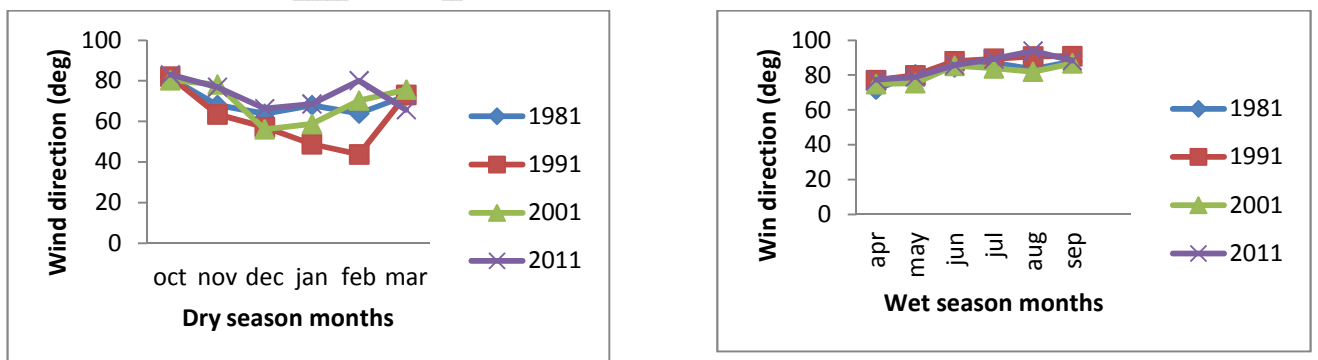 Wind direction (deg)
100
80
60
40
20
0
oct nov dec jan feb mar
Dry season months
1981
1991
2001
2011
Win direction (deg)
100
80
60
40
20
0
apr
may
jun
jul
aug
sep
Wet season months
1981
1991
2001
2011